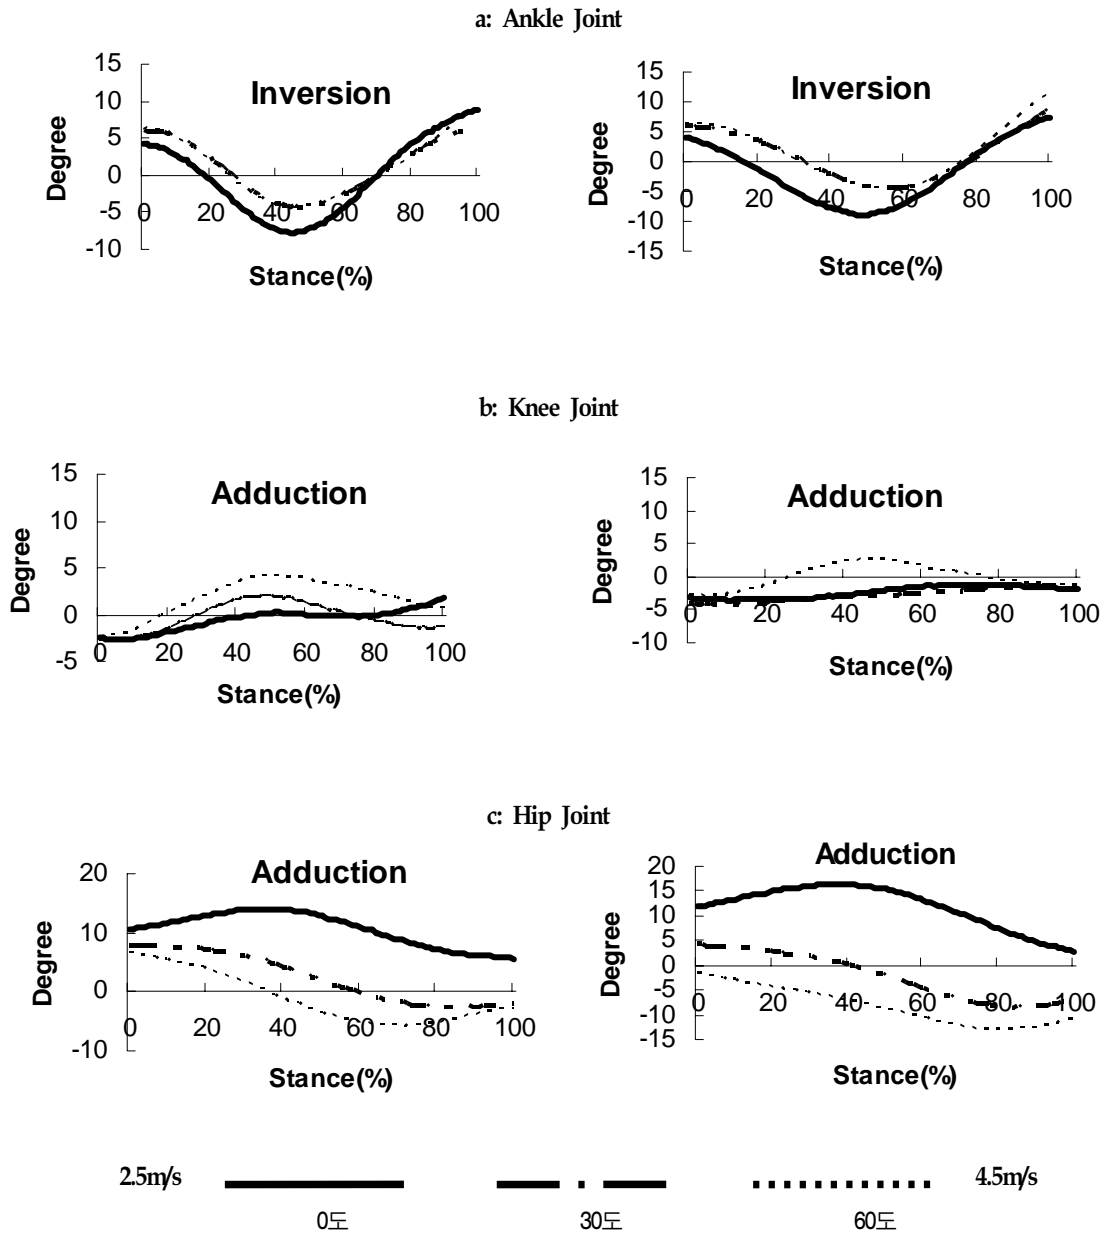 a: Ankle Joint
Inversion
Degree
15
10
5
0
-5
-10
0 20 40 60 80 100
Stance(%)
Inversion
Degree
15
10
5
0
-5
-10
-15
0 20 40 60 80 100
Stance(%)
b: Knee Joint
Adduction
Degree
15
10
5
0
-5
0 20 40 60 80 100
Stance(%)
Adduction
Degree
15
10
5
0
-5
-10
0 20 40 60 80 100
Stance(%)
c: Hip Joint
Adduction
Degree
20
10
0
-10
0 20 40 60 80 100
Stance(%)
Adduction
Degree
20
15
10
5
0
-5
-10
-15
0 20 40 60 80 100
Stance(%)
2.5m/s 4.5m/s
0도 30도 60도